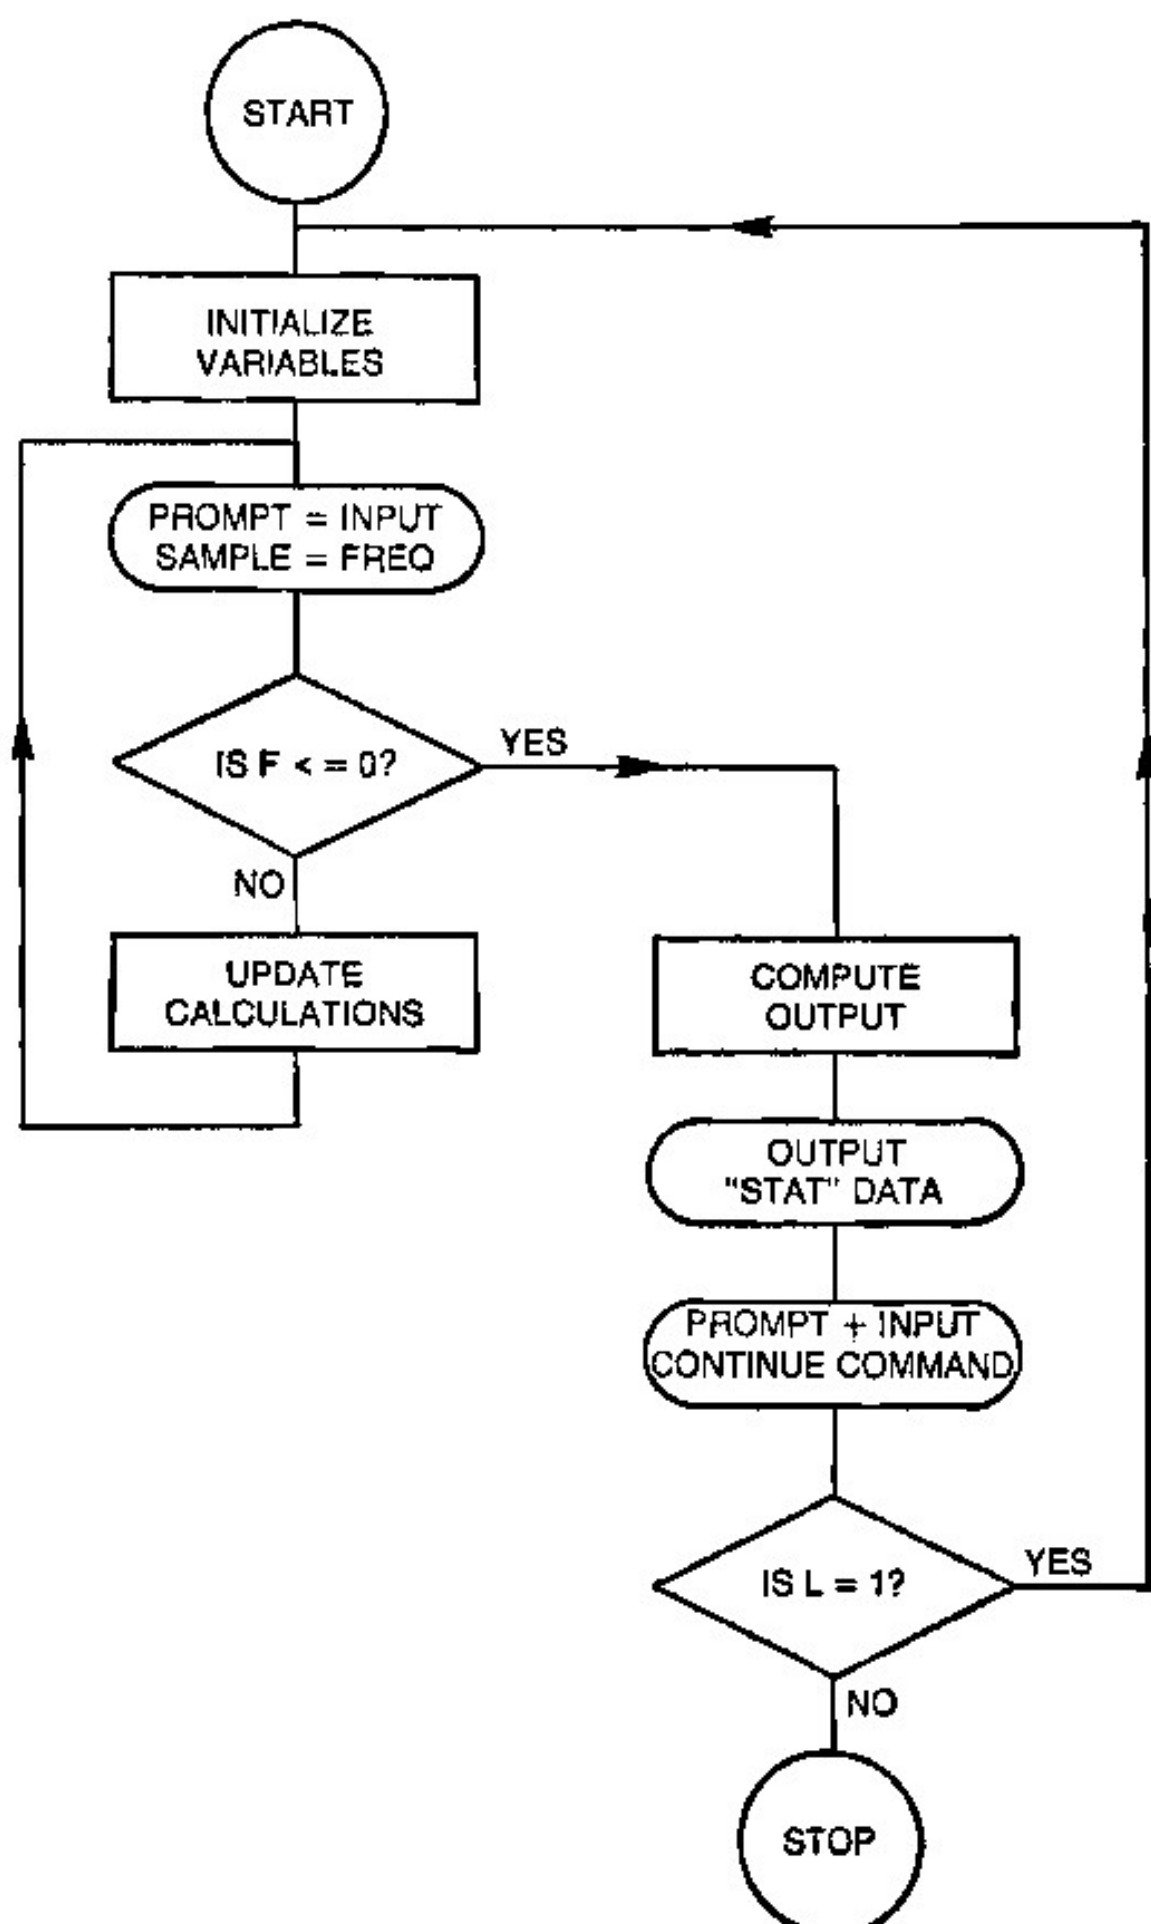 START
INITIALIZE
VARIABLES
PROMPT = INPUT
SAMPLE = FREQ
IS F < = 0?
YES
NO
UPDATE
CALCULATIONS
COMPUTE
OUTPUT
OUTPUT
"STAT" DATA
PROMPT + INPUT
CONTINUE COMMAND
IS L = 1?
YES
NO
STOP